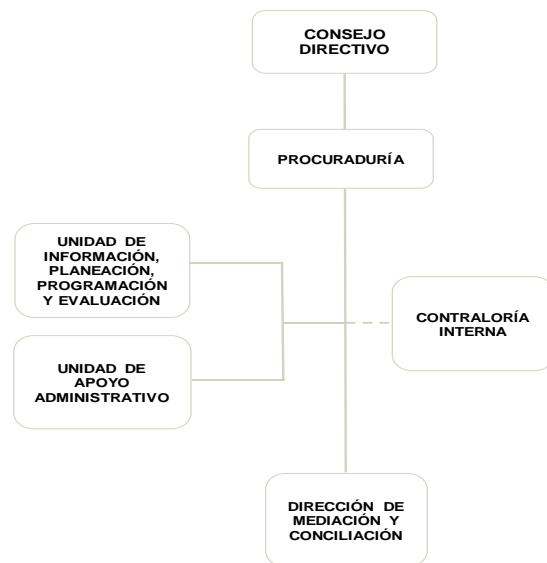 CONSEJO
DIRECTIVO
PROCURADURÍA
UNIDAD DE
INFORMACIÓN,
PLANEACIÓN,
PROGRAMACIÓN
Y EVALUACIÓN
CONTRALORÍA
INTERNA
UNIDAD DE
APOYO
ADMINISTRATIVO
DIRECCIÓN DE
MEDIACIÓN Y
CONCILIACIÓN